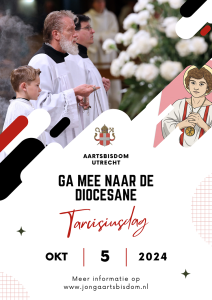 AARTSBISDOM
UTRECHT
GA MEE NAAR DE
DIOCESANE
Tarcisiusdag
OKT 5 2024
Meer informatie op
www.jongaartsbisdom.nl